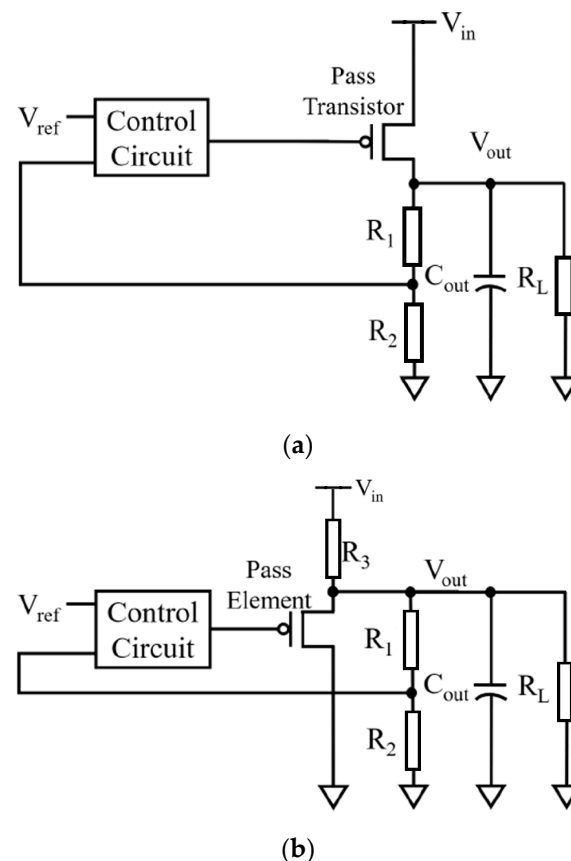 V_in
Pass
Transistor
V_ref
Control
Circuit
V_out
R_1
C_out
R_L
R_2
(a)
V_in
R_3
Pass
Element
V_out
V_ref
Control
Circuit
R_1
C_out
R_L
R_2
(b)